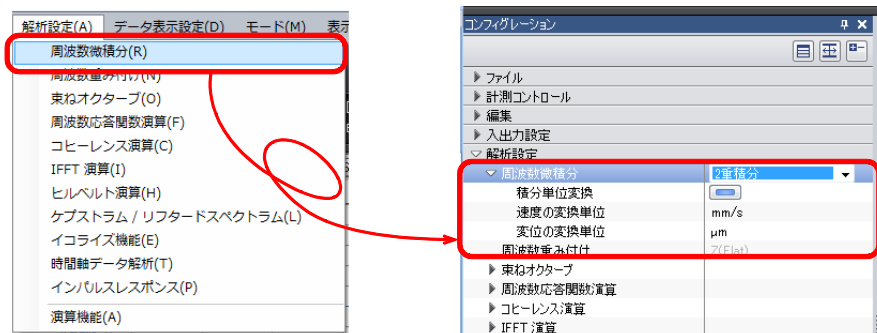 解析設定(A) データ表示設定(D) モード(M) 表示
周波数微積分(R)
周波数重み付け(N)
束ねオクターブ(O)
周波数応答関数演算(F)
コヒーレンス演算(C)
IFFT 演算(I)
ヒルベルト演算(H)
ケプストラム / リフタードスペクトラム(L)
イコライズ機能(E)
時間軸データ解析(T)
インパルスレスポンス(P)
演算機能(A)
コンフィグレーション
ファイル
計測コントロール
編集
入出力設定
解析設定
周波数微積分 2重積分
積分単位変換
速度の変換単位 mm/s
変位の変換単位 μm
周波数重み付け Z(Flat)
束ねオクターブ
周波数応答関数演算
コヒーレンス演算
IFFT 演算